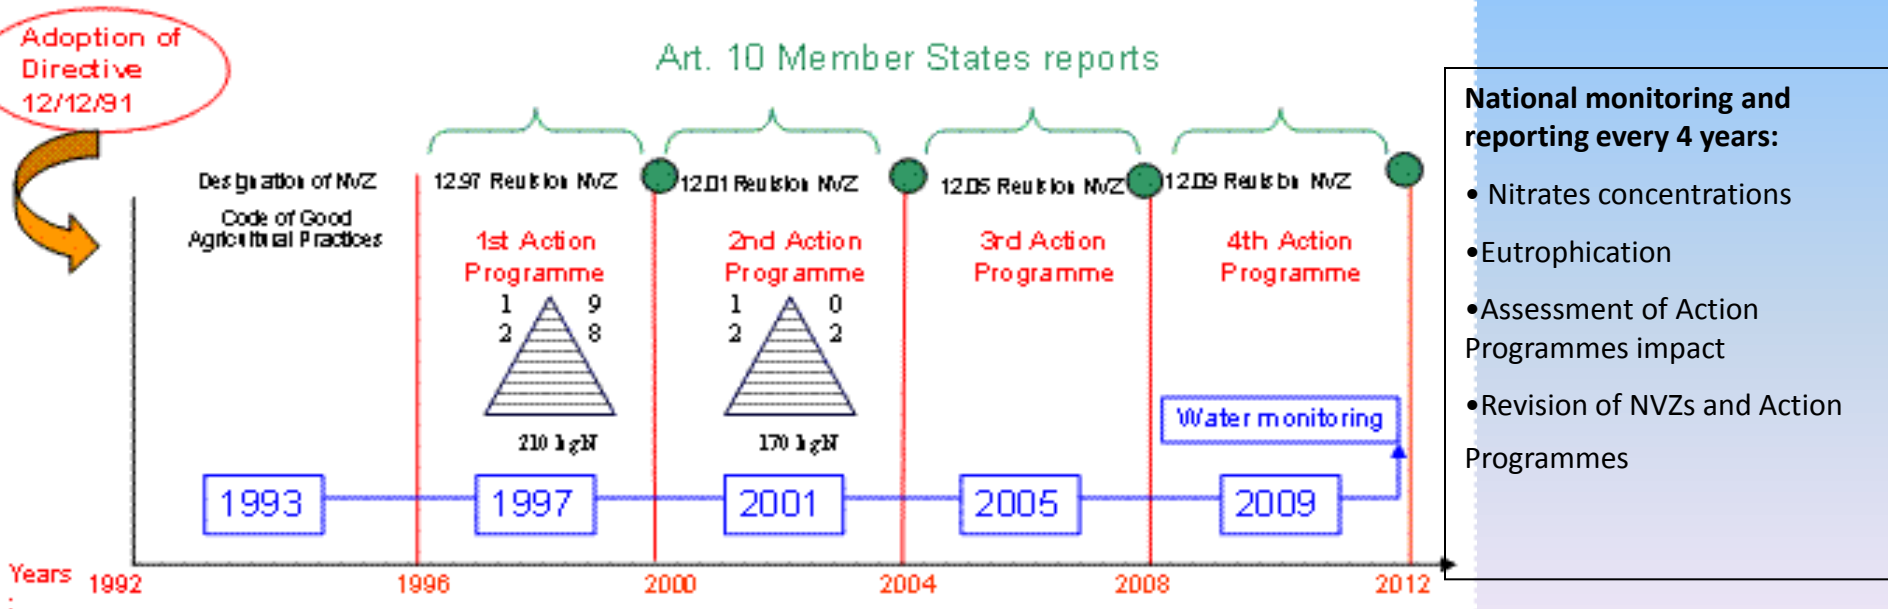 Adoption of
Directive
12/12/91
Art. 10 Member States reports
Designation of NVZ
Code of Good
Agricultural Practices
12.97 Revision NVZ
12.01 Revision NVZ
12.05 Revision NVZ
12.09 Revision NVZ
1st Action
Programme
1 9
2 8
210 kgN
2nd Action
Programme
1 0
2 2
170 kgN
3rd Action
Programme
4th Action
Programme
Water monitoring
1993
1997
2001
2005
2009
Years
:
1992
1996
2000
2004
2008
2012
National monitoring and
reporting every 4 years:
• Nitrates concentrations
•Eutrophication
•Assessment of Action
Programmes impact
•Revision of NVZs and Action
Programmes